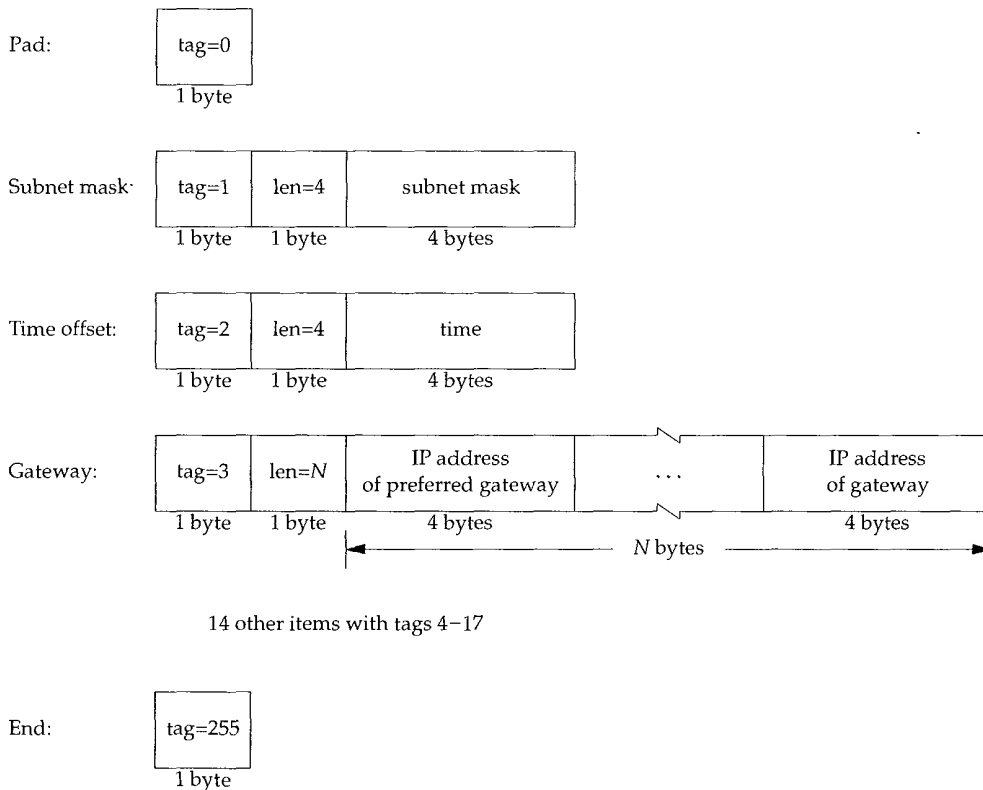 Pad:
tag=0
1 byte
Subnet mask:
tag=1 len=4 subnet mask
1 byte 1 byte 4 bytes
Time offset:
tag=2 len=4 time
1 byte 1 byte 4 bytes
Gateway:
tag=3 len=N IP address of preferred gateway ... IP address of gateway
1 byte 1 byte 4 bytes 4 bytes
N bytes
14 other items with tags 4−17
End:
tag=255
1 byte